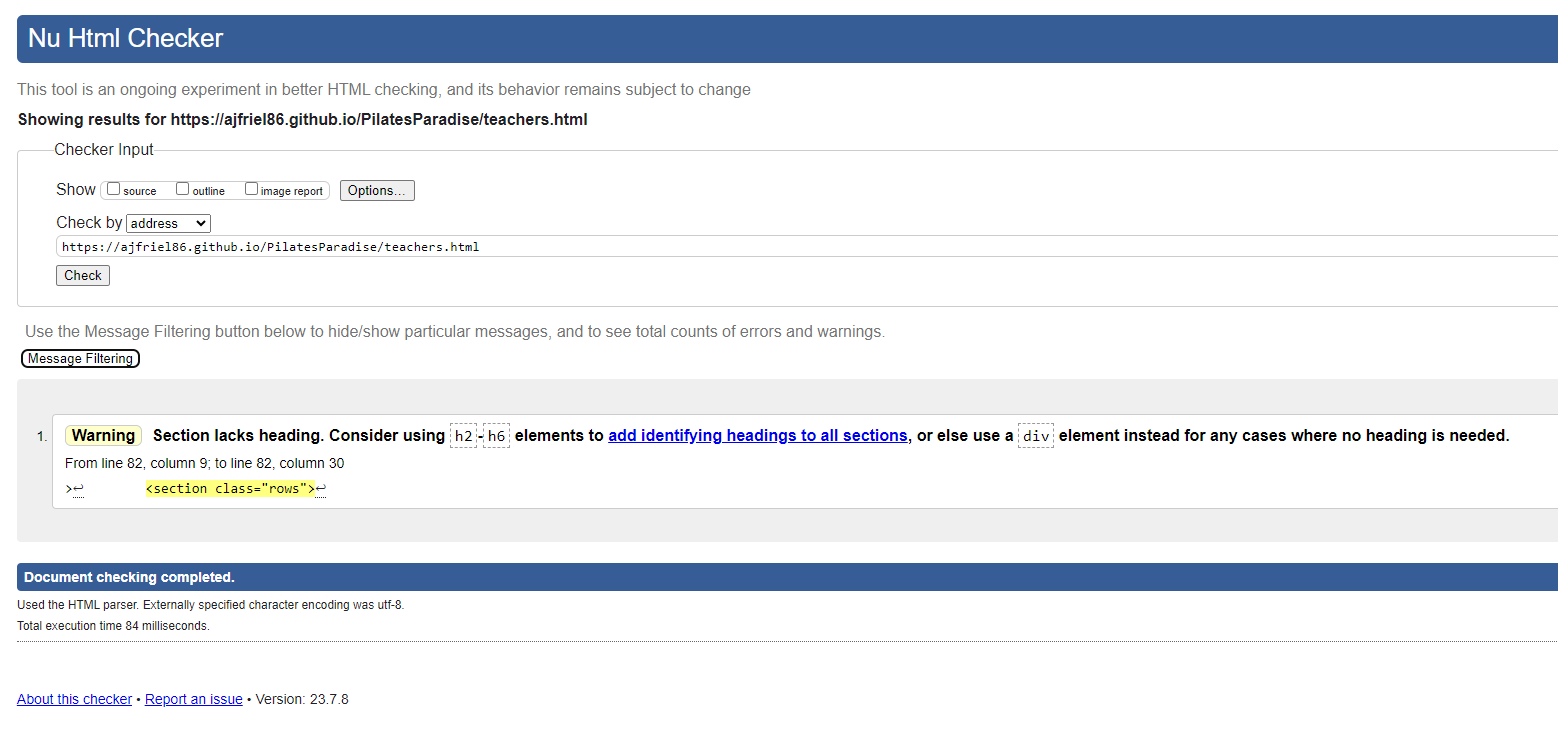 Nu Html Checker
This tool is an ongoing experiment in better HTML checking, and its behavior remains subject to change
Showing results for https://ajfriel86.github.io/PilatesParadise/teachers.html
Checker Input
Show source outline image report Options...
Check by address
https://ajfriel86.github.io/PilatesParadise/teachers.html
Check
Use the Message Filtering button below to hide/show particular messages, and to see total counts of errors and warnings.
Message Filtering
1. Warning Section lacks heading. Consider using h2-h6 elements to add identifying headings to all sections, or else use a div element instead for any cases where no heading is needed.
From line 82, column 9; to line 82, column 30
>↩ <section class="rows">↩
Document checking completed.
Used the HTML parser. Externally specified character encoding was utf-8.
Total execution time 84 milliseconds.
About this checker • Report an issue • Version: 23.7.8